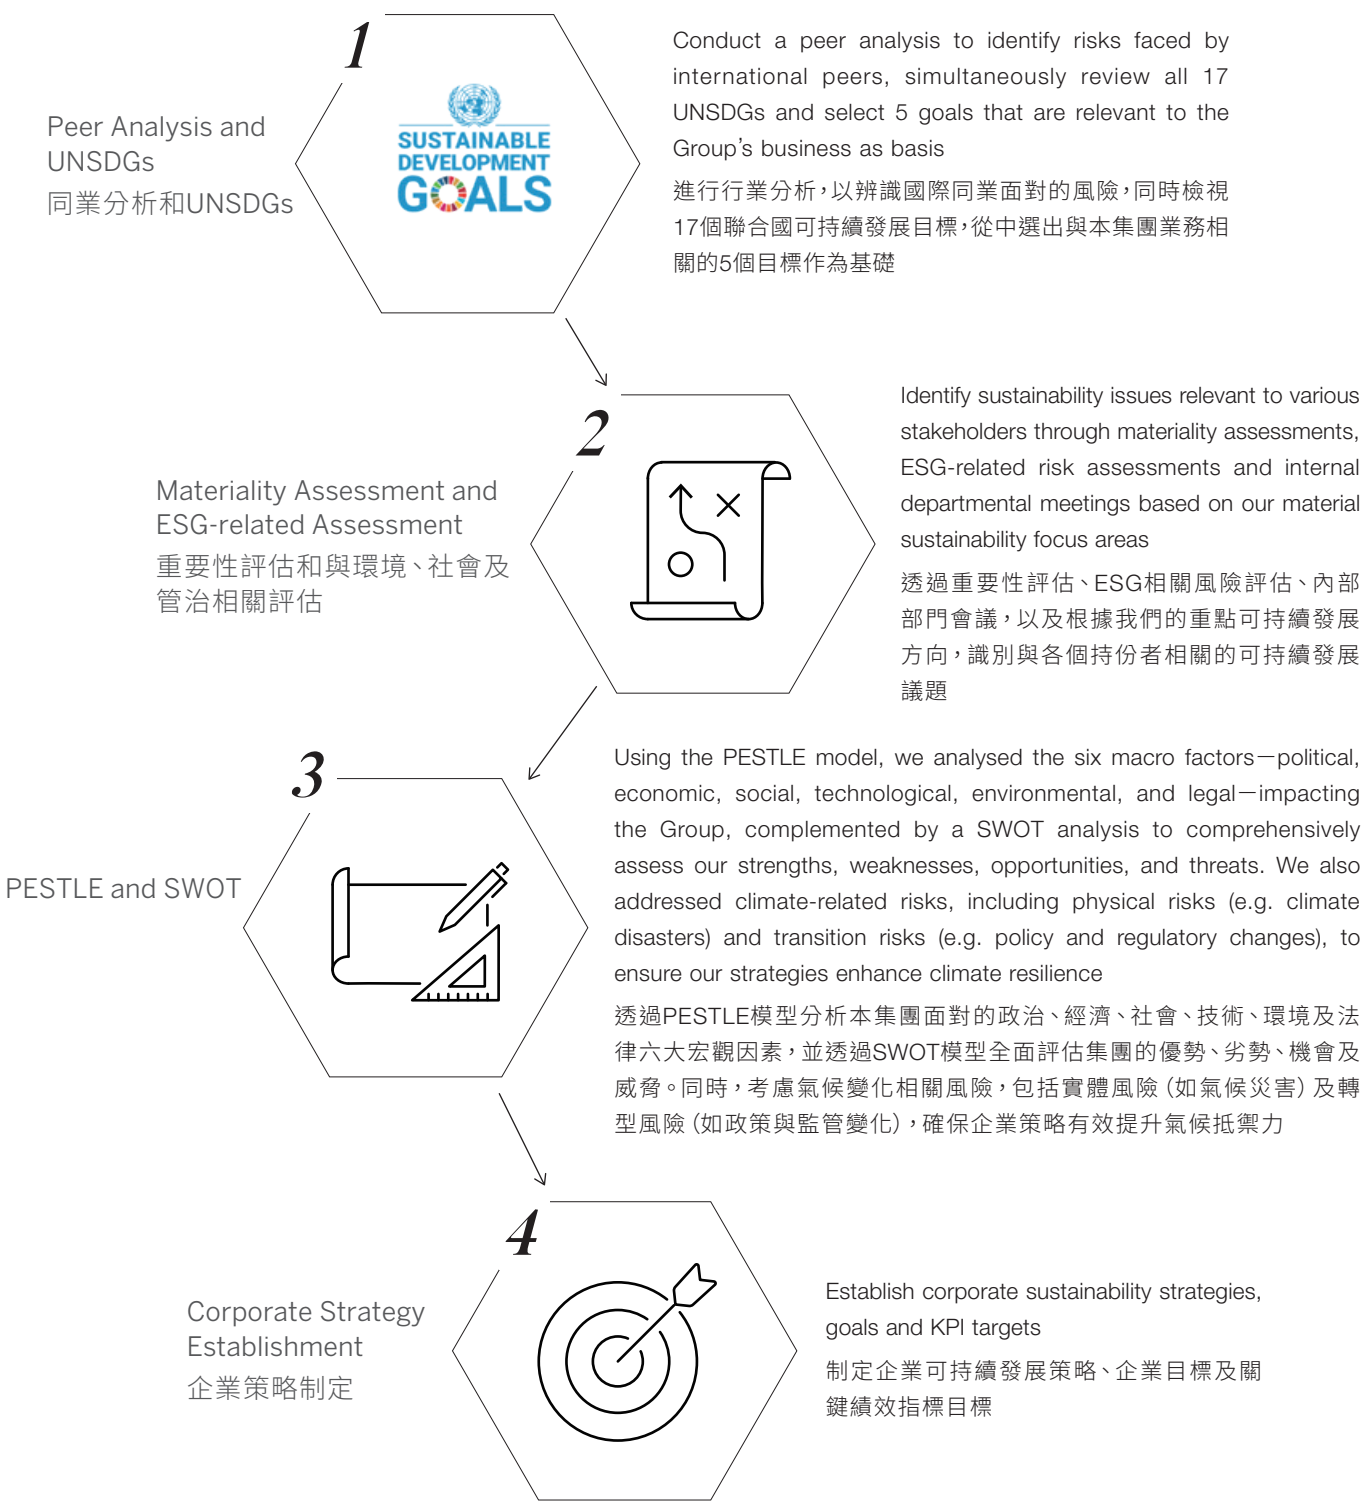 1
Peer Analysis and
UNSDGs
同業分析和UNSDGs
SUSTAINABLE
DEVELOPMENT
GOALS
Conduct a peer analysis to identify risks faced by
international peers, simultaneously review all 17
UNSDGs and select 5 goals that are relevant to the
Group's business as basis
進行行業分析，以辨識國際同業面對的風險，同時檢視
17個聯合國可持續發展目標，從中選出與本集團業務相
關的5個目標作為基礎
2
Materiality Assessment and
ESG-related Assessment
重要性評估和與環境、社會及
管治相關評估
Identify sustainability issues relevant to various
stakeholders through materiality assessments,
ESG-related risk assessments and internal
departmental meetings based on our material
sustainability focus areas
透過重要性評估、ESG相關風險評估、內部
部門會議，以及根據我們的重點可持續發展
方向，識別與各個持份者相關的可持續發展
議題
3
PESTLE and SWOT
Using the PESTLE model, we analysed the six macro factors—political,
economic, social, technological, environmental, and legal—impacting
the Group, complemented by a SWOT analysis to comprehensively
assess our strengths, weaknesses, opportunities, and threats. We also
addressed climate-related risks, including physical risks (e.g. climate
disasters) and transition risks (e.g. policy and regulatory changes), to
ensure our strategies enhance climate resilience
透過PESTLE模型分析本集團面對的政治、經濟、社會、技術、環境及法
律六大宏觀因素，並透過SWOT模型全面評估集團的優勢、劣勢、機會及
威脅。同時，考慮氣候變化相關風險，包括實體風險（如氣候災害）及轉
型風險（如政策與監管變化），確保企業策略有效提升氣候抵禦力
4
Corporate Strategy
Establishment
企業策略制定
Establish corporate sustainability strategies,
goals and KPI targets
制定企業可持續發展策略、企業目標及關
鍵績效指標目標